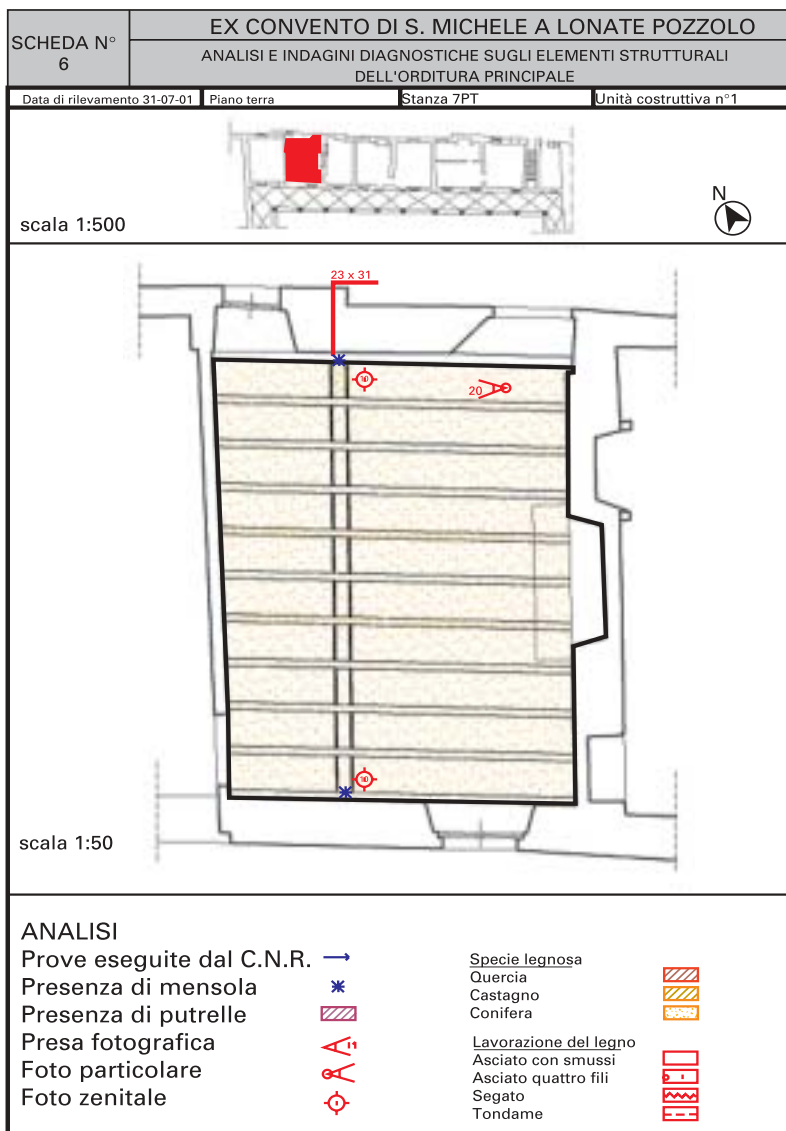 SCHEDA N°
6
EX CONVENTO DI S. MICHELE A LONATE POZZOLO
ANALISI E INDAGINI DIAGNOSTICHE SUGLI ELEMENTI STRUTTURALI
DELL'ORDITURA PRINCIPALE
Data di rilevamento 31-07-01
Piano terra
Stanza 7PT
Unità costruttiva n°1
scala 1:500
N
23 x 31
20
scala 1:50
ANALISI
Prove eseguite dal C.N.R.
Presenza di mensola
Presenza di putrelle
Presa fotografica
Foto particolare
Foto zenitale
Specie legnosa
Quercia
Castagno
Conifera
Lavorazione del legno
Asciato con smussi
Asciato quattro fili
Segato
Tondame